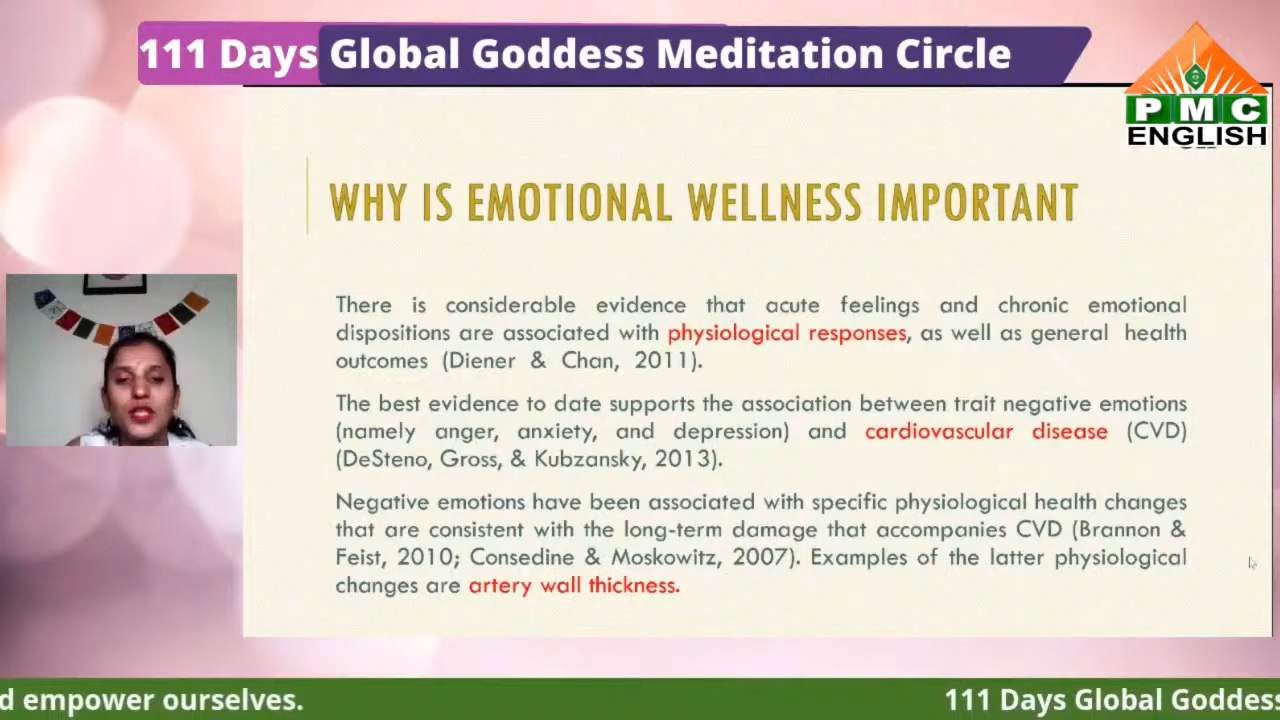 111 Days Global Goddess Meditation Circle
PMC
ENGLISH
WHY IS EMOTIONAL WELLNESS IMPORTANT
There is considerable evidence that acute feelings and chronic emotional
dispositions are associated with physiological responses, as well as general health
outcomes (Diener & Chan, 2011).
The best evidence to date supports the association between trait negative emotions
(namely anger, anxiety, and depression) and cardiovascular disease (CVD)
(DeSteno, Gross, & Kubzansky, 2013).
Negative emotions have been associated with specific physiological health changes
that are consistent with the long-term damage that accompanies CVD (Brannon &
Feist, 2010; Consedine & Moskowitz, 2007). Examples of the latter physiological
changes are artery wall thickness.
d empower ourselves. 111 Days Global Goddess